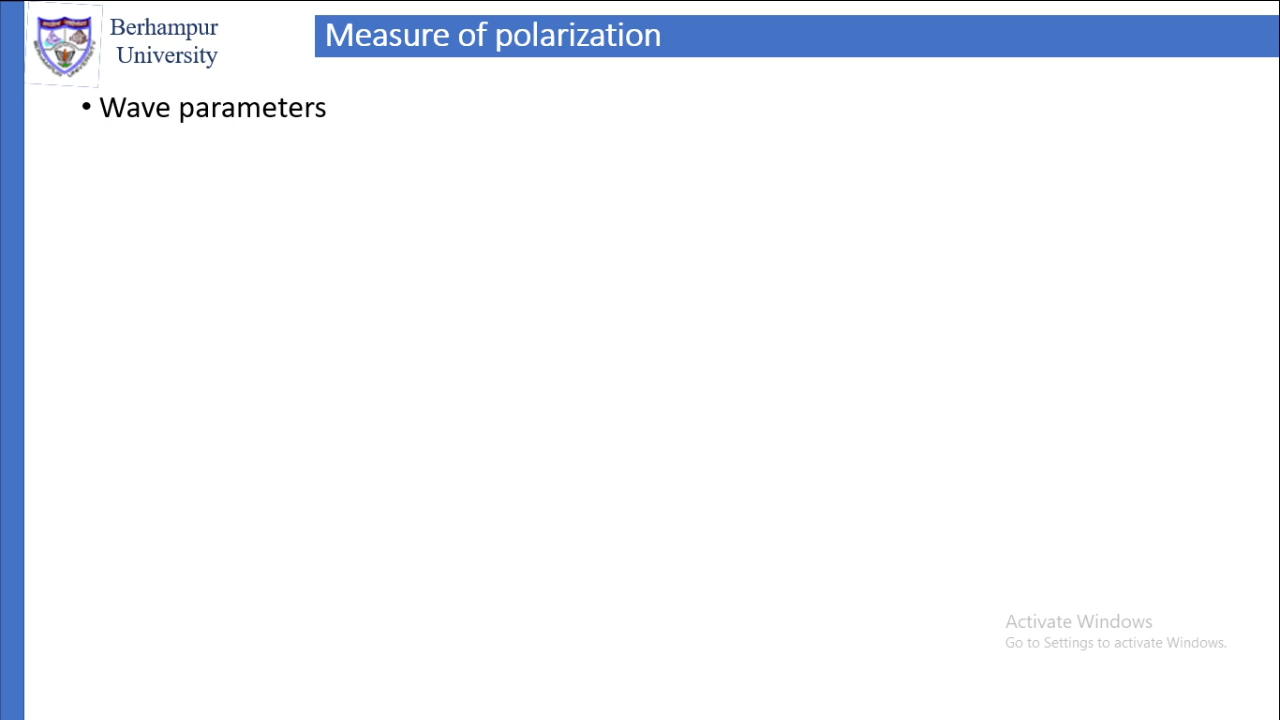 Berhampur
University
Measure of polarization
• Wave parameters
Activate Windows
Go to Settings to activate Windows.